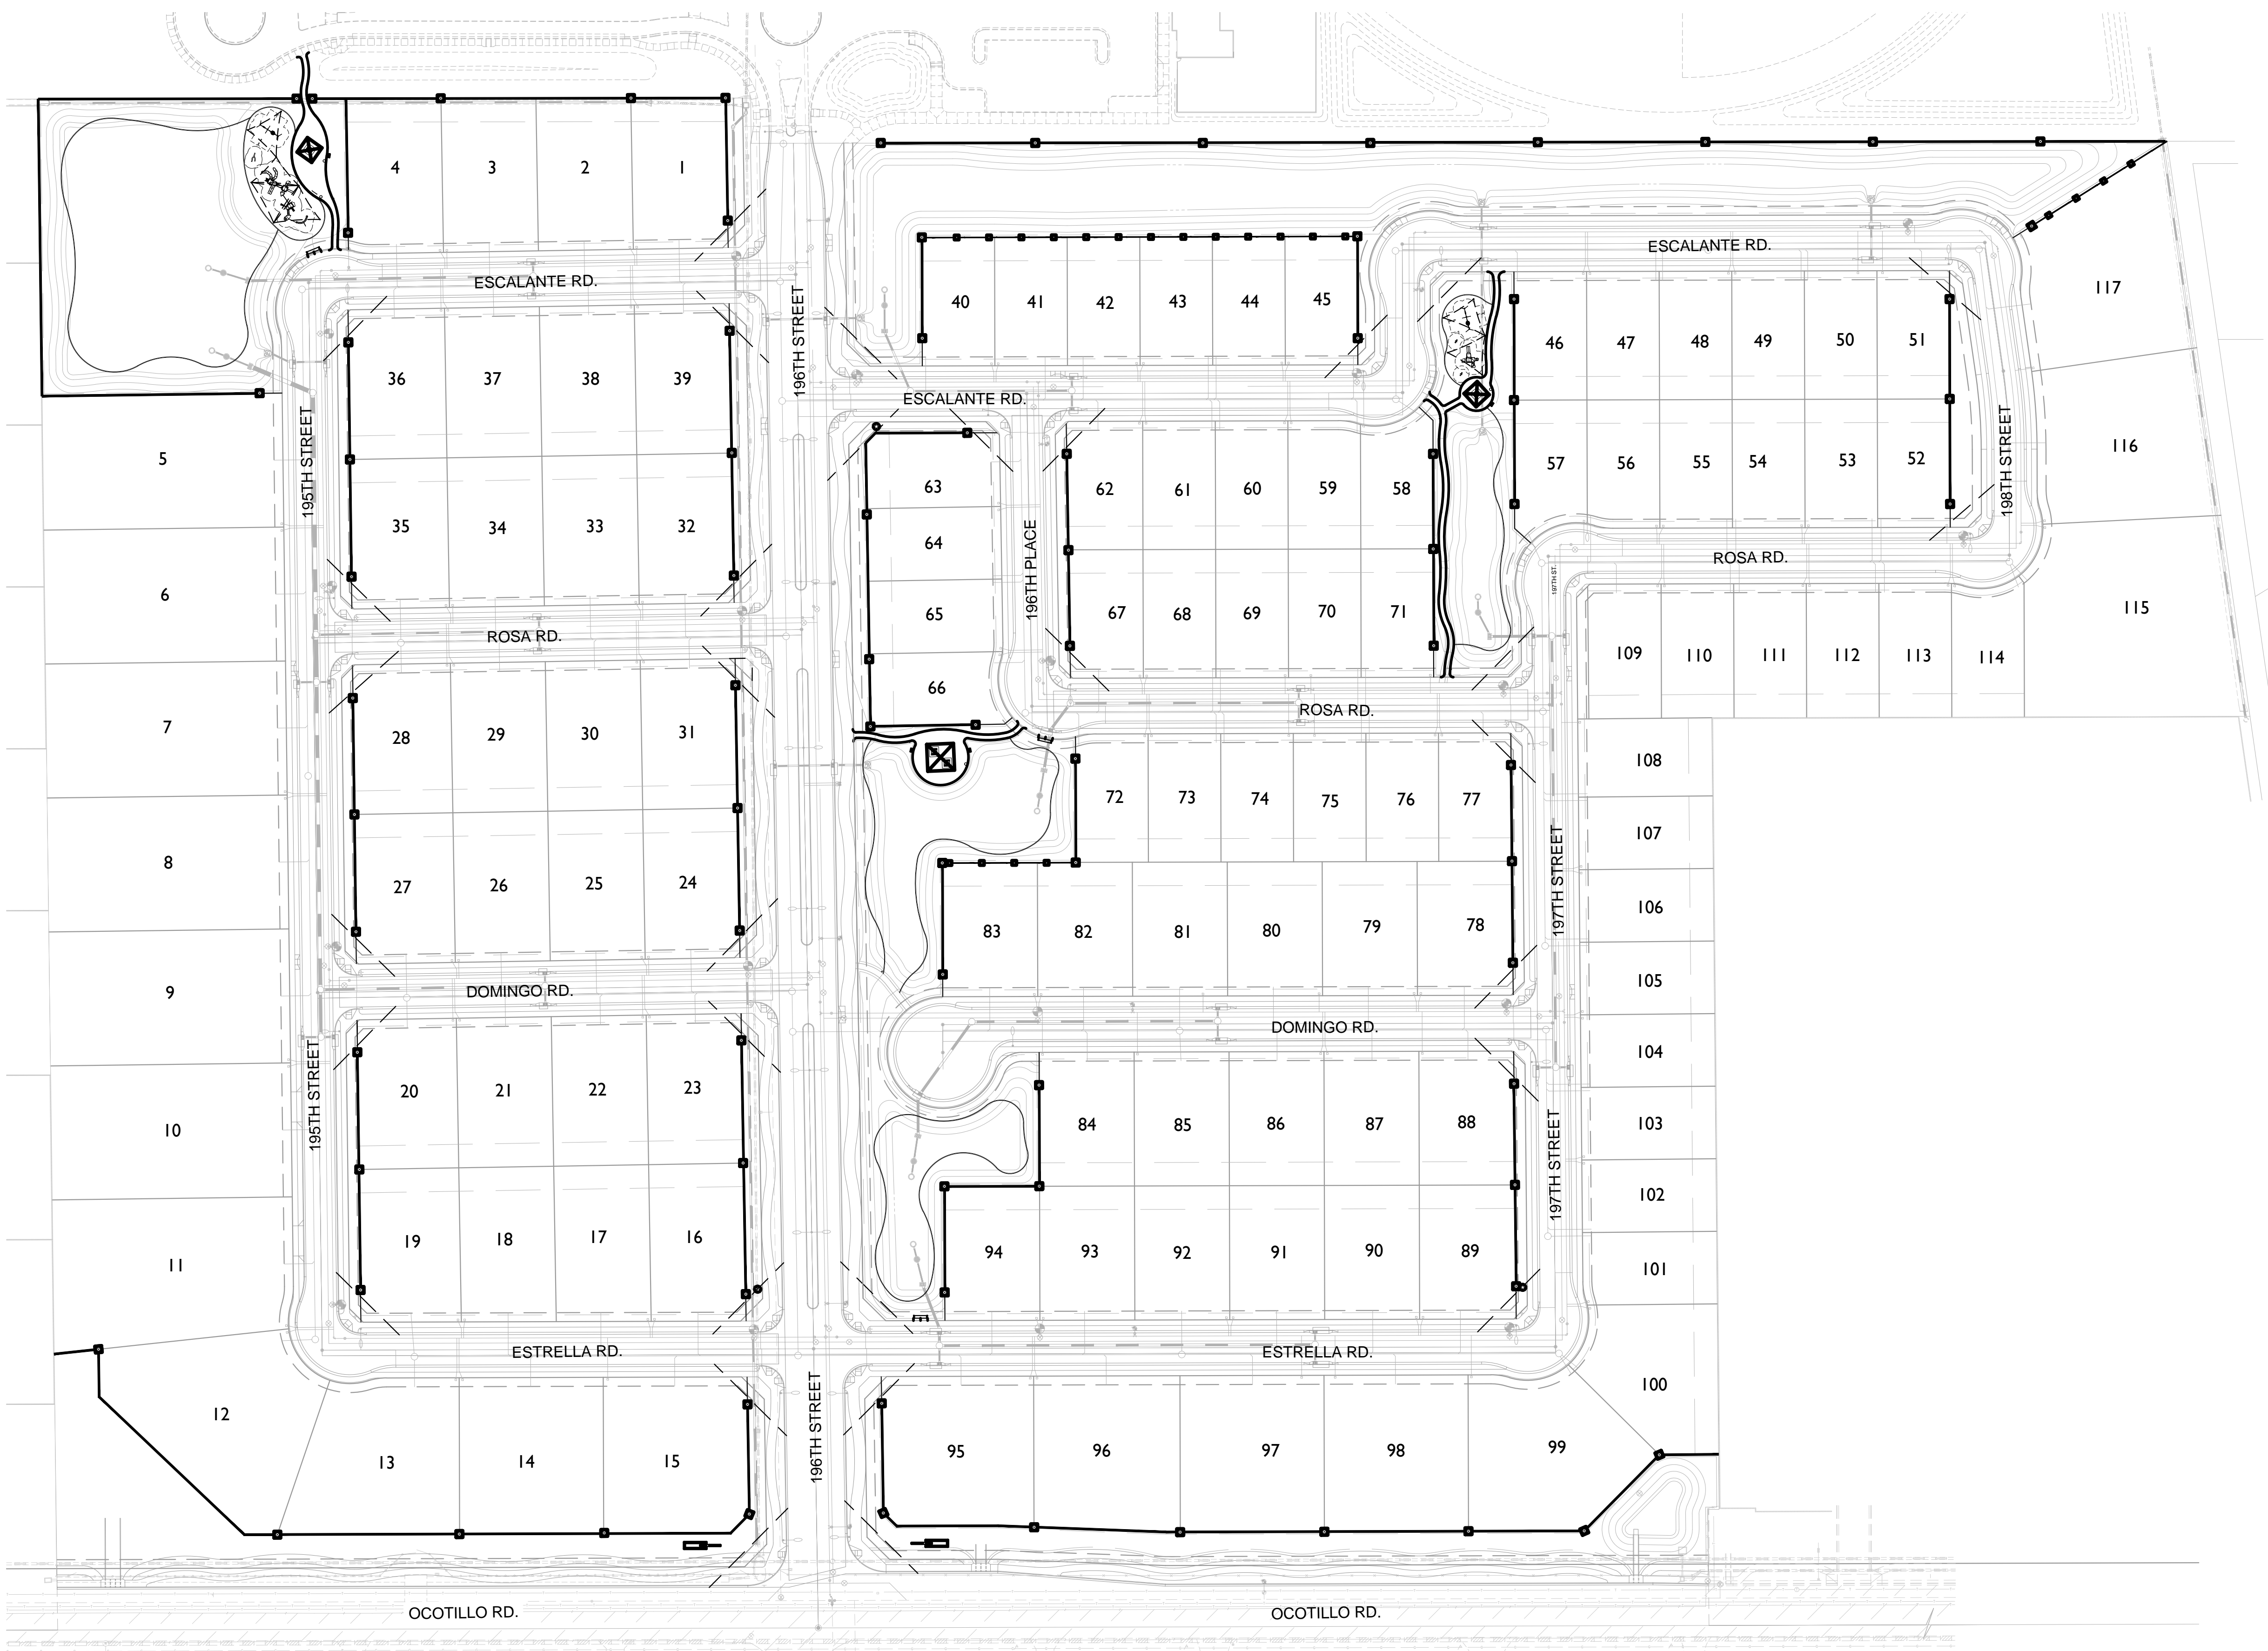 4 3 2 1
ESCALANTE RD.
ESCALANTE RD.
117
40 41 42 43 44 45
196TH STREET
46 47 48 49 50 51
36 37 38 39
ESCALANTE RD.
195TH STREET
5
116
198TH STREET
57 56 55 54 53 52
63
62 61 60 59 58
35 34 33 32
64
196TH PLACE
ROSA RD.
197TH ST.
6
115
65
67 68 69 70 71
ROSA RD.
109 110 111 112 113 114
66
ROSA RD.
7
28 29 30 31
108
72 73 74 75 76 77
107
8
27 26 25 24
197TH STREET
106
83 82 81 80 79 78
9
DOMINGO RD.
105
DOMINGO RD.
104
195TH STREET
20 21 22 23
10
84 85 86 87 88
103
197TH STREET
102
19 18 17 16
94 93 92 91 90 89
11
101
ESTRELLA RD.
ESTRELLA RD.
100
12
196TH STREET
13 14 15
95 96 97 98 99
OCOTILLO RD.
OCOTILLO RD.